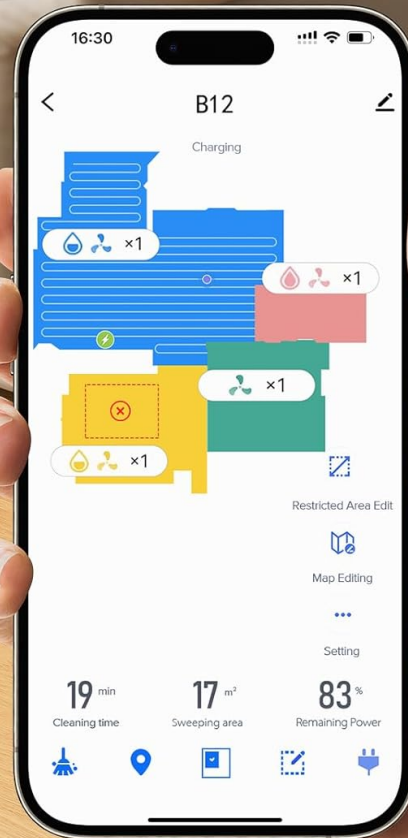 16:30
B12
Charging
×1
×1
×1
×1
Restricted Area Edit
Map Editing
Setting
19 min
17 m²
83 %
Cleaning time
Sweeping area
Remaining Power